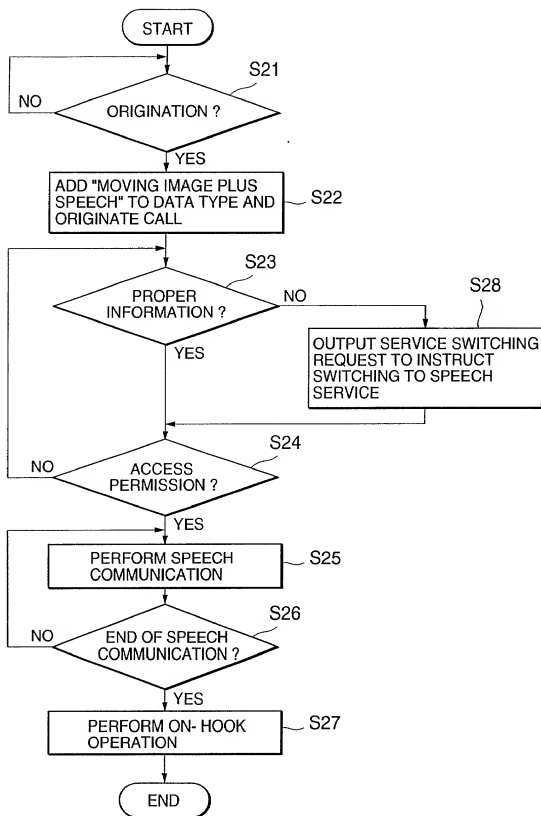 START
S21
NO
ORIGINATION ?
YES
ADD "MOVING IMAGE PLUS
SPEECH" TO DATA TYPE AND
ORIGINATE CALL
S22
S23
PROPER
INFORMATION ?
NO
S28
YES
OUTPUT SERVICE SWITCHING
REQUEST TO INSTRUCT
SWITCHING TO SPEECH
SERVICE
S24
NO
ACCESS
PERMISSION ?
YES
PERFORM SPEECH
COMMUNICATION
S25
S26
NO
END OF SPEECH
COMMUNICATION ?
YES
PERFORM ON- HOOK
OPERATION
S27
END